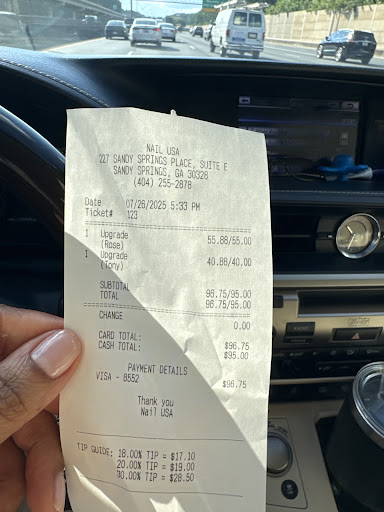 NAIL USA
227 SANDY SPRINGS PLACE, SUITE E
SANDY SPRINGS, GA 30328
(404) 255-2878
Date 07/26/2025 5:33 PM
Ticket# 123
1 Upgrade 55.88/55.00
(Rose)
1 Upgrade 40.88/40.00
(Tony)
SUBTOTAL 96.75/95.00
TOTAL 96.75/95.00
CHANGE 0.00
CARD TOTAL: $96.75
CASH TOTAL: $95.00
PAYMENT DETAILS
VISA - 8552 $96.75
Thank you
Nail USA
TIP GUIDE: 18.00% TIP = $17.10
20.00% TIP = $19.00
30.00% TIP = $28.50